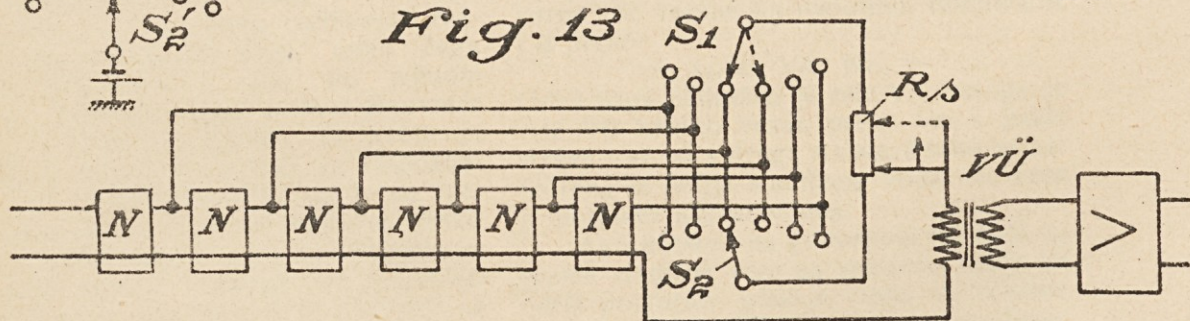 S₂'
Fig. 13
S₁
Rs
VÜ
N N N N N N
>
S₂